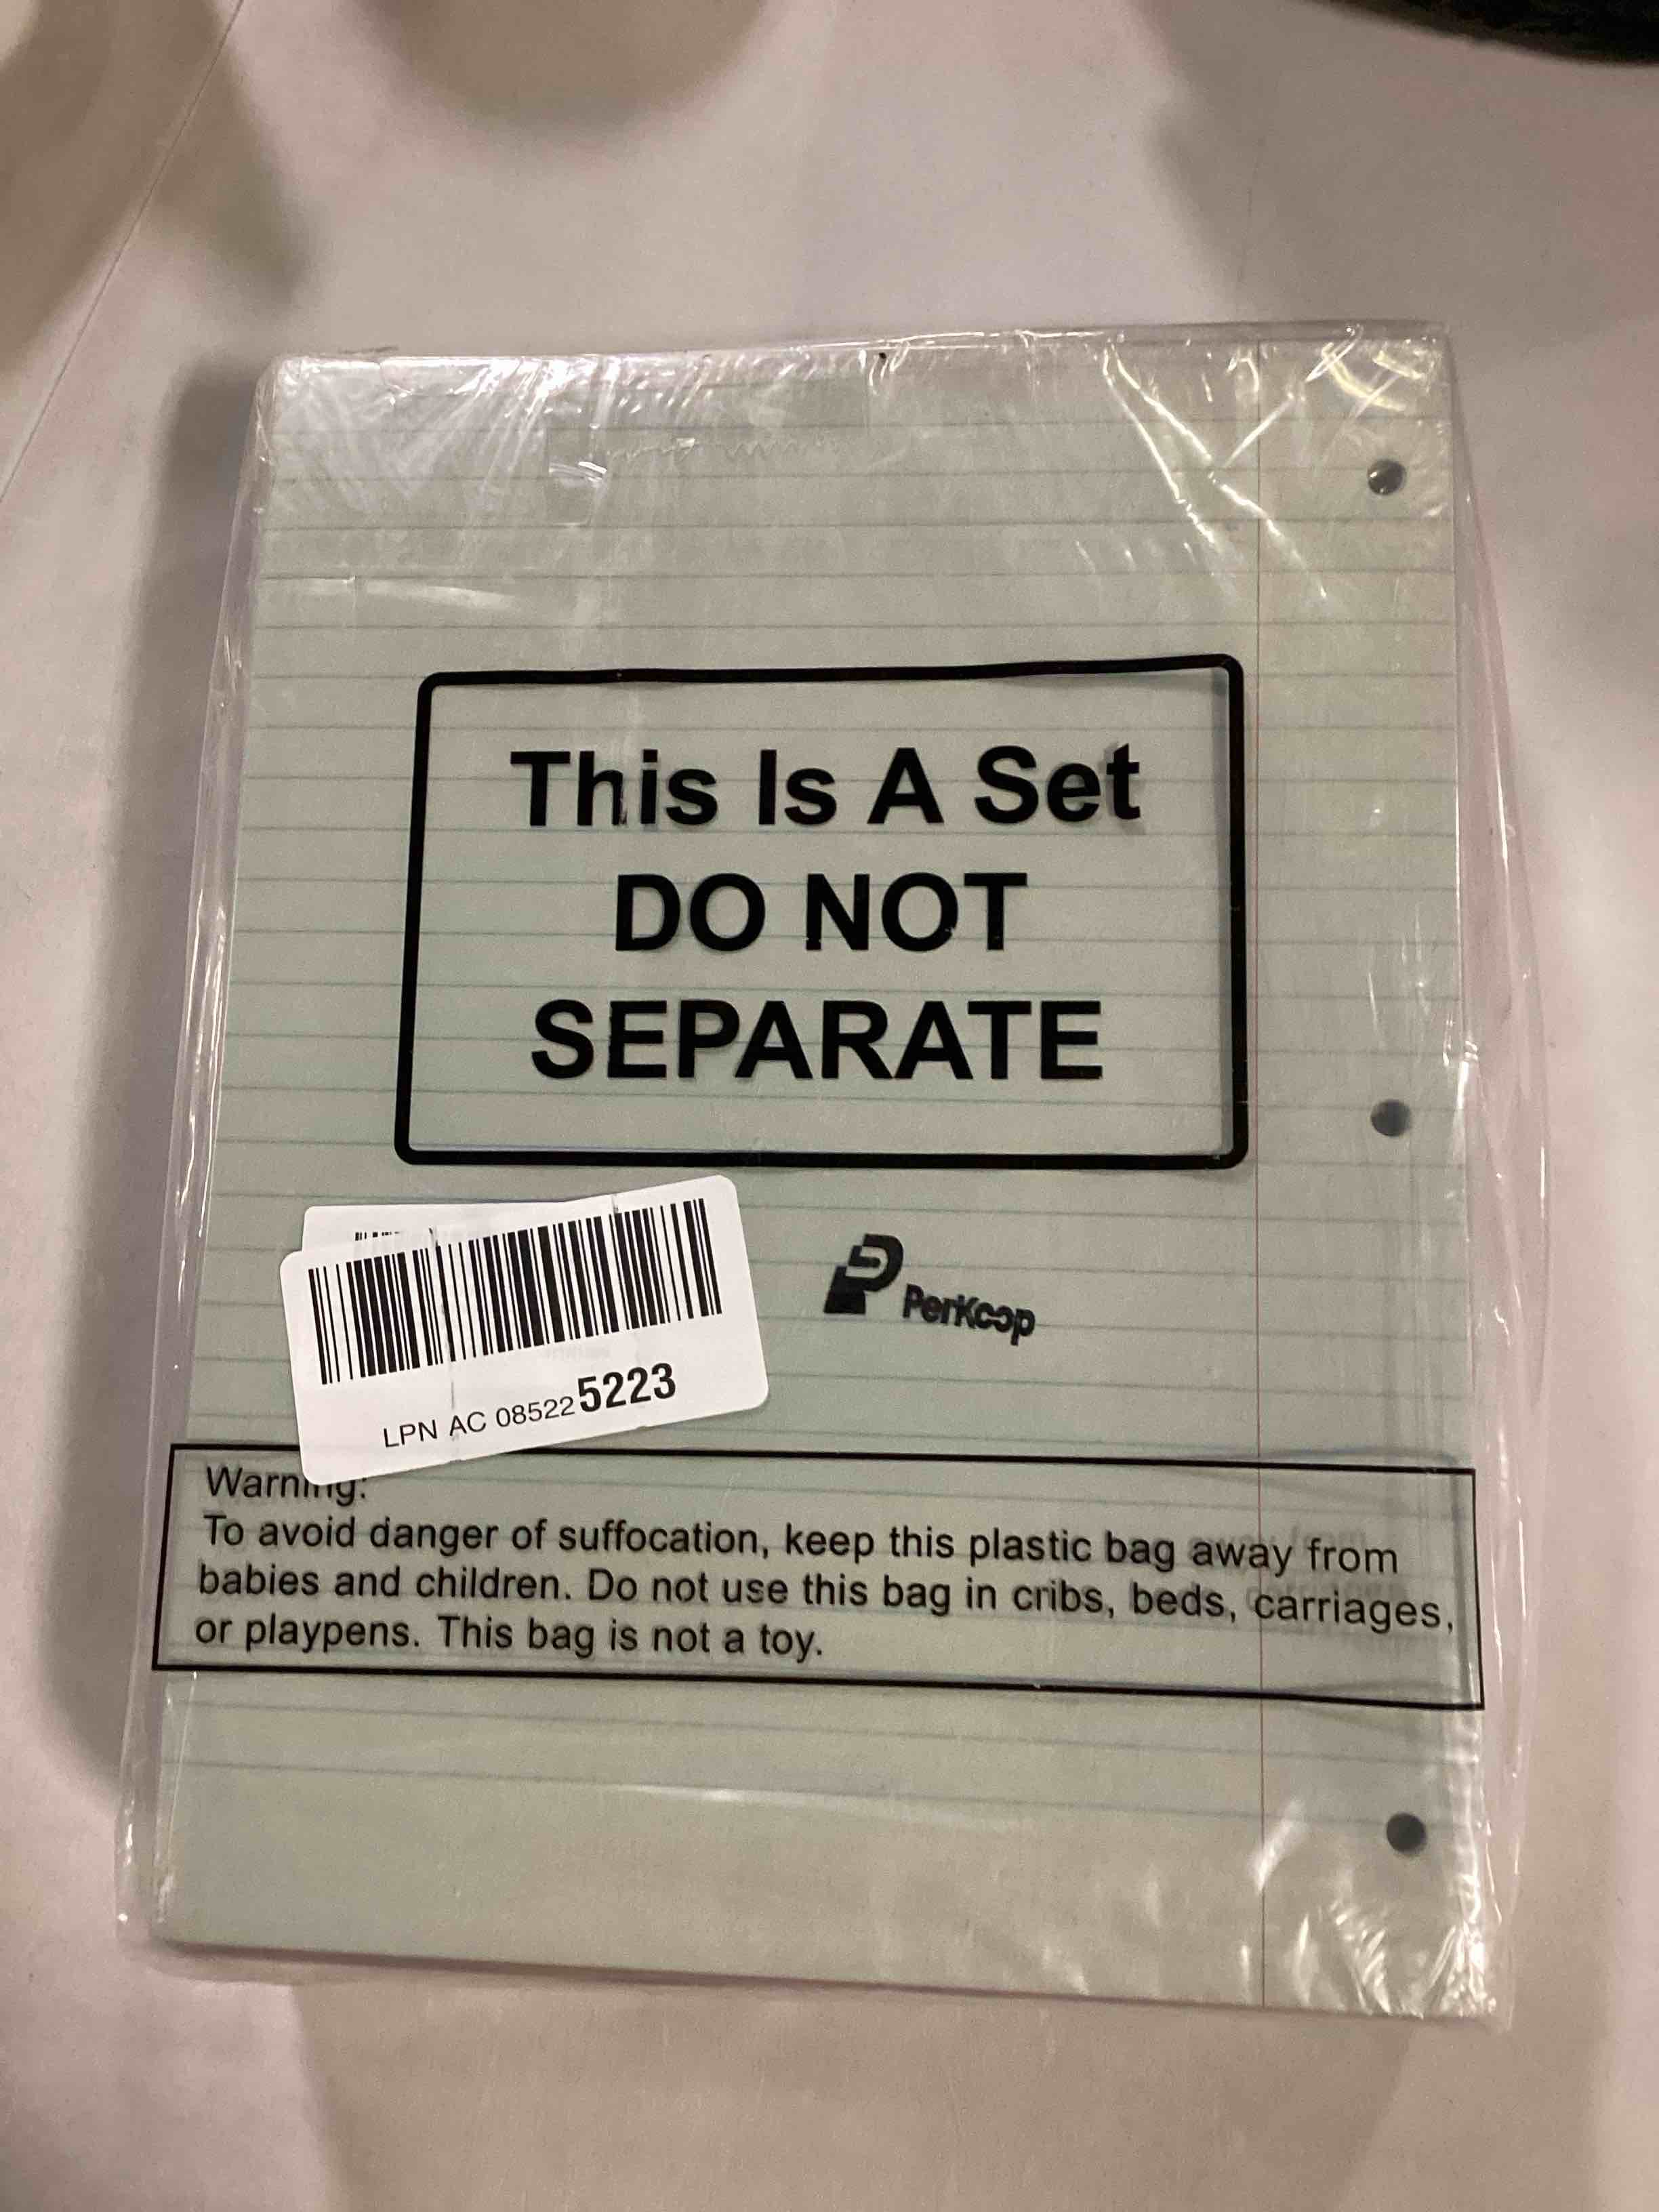 This Is A Set
DO NOT
SEPARATE
PerKoop
LPN AC 085225223
Warning:
To avoid danger of suffocation, keep this plastic bag away from
babies and children. Do not use this bag in cribs, beds, carriages,
or playpens. This bag is not a toy.